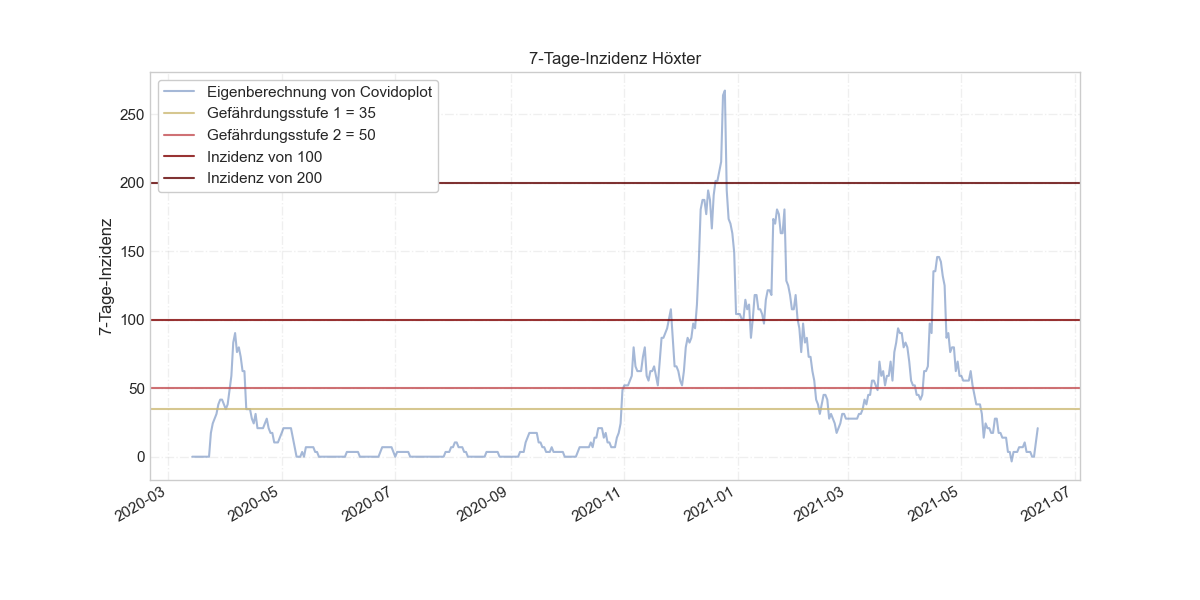 7-Tage-Inzidenz Höxter
Eigenberechnung von Covidoplot
Gefährdungsstufe 1 = 35
Gefährdungsstufe 2 = 50
Inzidenz von 100
Inzidenz von 200
7-Tage-Inzidenz
250
200
150
100
50
0
2020-03
2020-05
2020-07
2020-09
2020-11
2021-01
2021-03
2021-05
2021-07